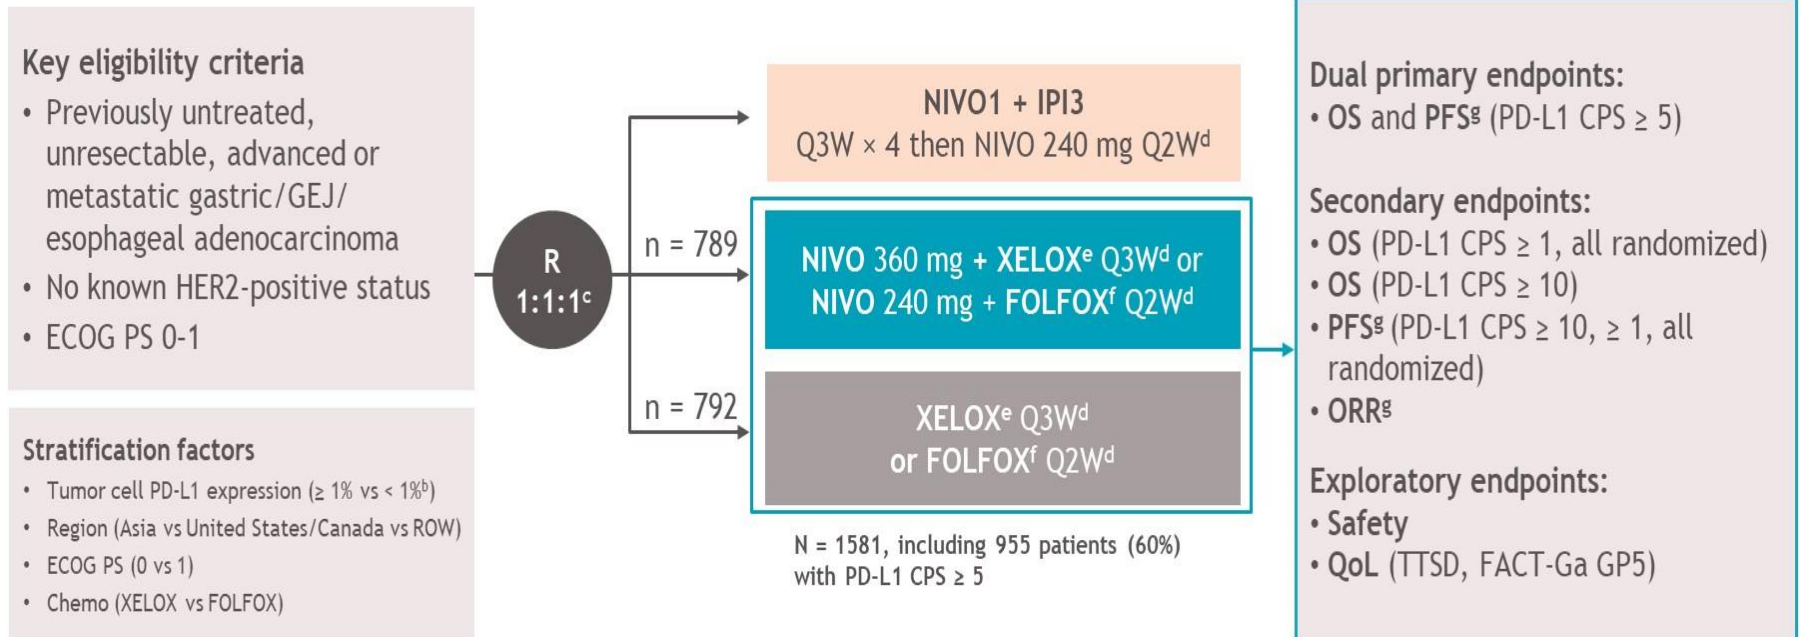 Key eligibility criteria
• Previously untreated,
unresectable, advanced or
metastatic gastric/GEJ/
esophageal adenocarcinoma
• No known HER2-positive status
• ECOG PS 0-1
Stratification factors
• Tumor cell PD-L1 expression (≥ 1% vs < 1%ᵇ)
• Region (Asia vs United States/Canada vs ROW)
• ECOG PS (0 vs 1)
• Chemo (XELOX vs FOLFOX)
R
1:1:1ᶜ
n = 789
n = 792
NIVO1 + IPI3
Q3W × 4 then NIVO 240 mg Q2Wᵈ
NIVO 360 mg + XELOXᵉ Q3Wᵈ or
NIVO 240 mg + FOLFOXᶠ Q2Wᵈ
XELOXᵉ Q3Wᵈ
or FOLFOXᶠ Q2Wᵈ
N = 1581, including 955 patients (60%)
with PD-L1 CPS ≥ 5
Dual primary endpoints:
• OS and PFSᵍ (PD-L1 CPS ≥ 5)
Secondary endpoints:
• OS (PD-L1 CPS ≥ 1, all randomized)
• OS (PD-L1 CPS ≥ 10)
• PFSᵍ (PD-L1 CPS ≥ 10, ≥ 1, all
randomized)
• ORRᵍ
Exploratory endpoints:
• Safety
• QoL (TTSD, FACT-Ga GP5)